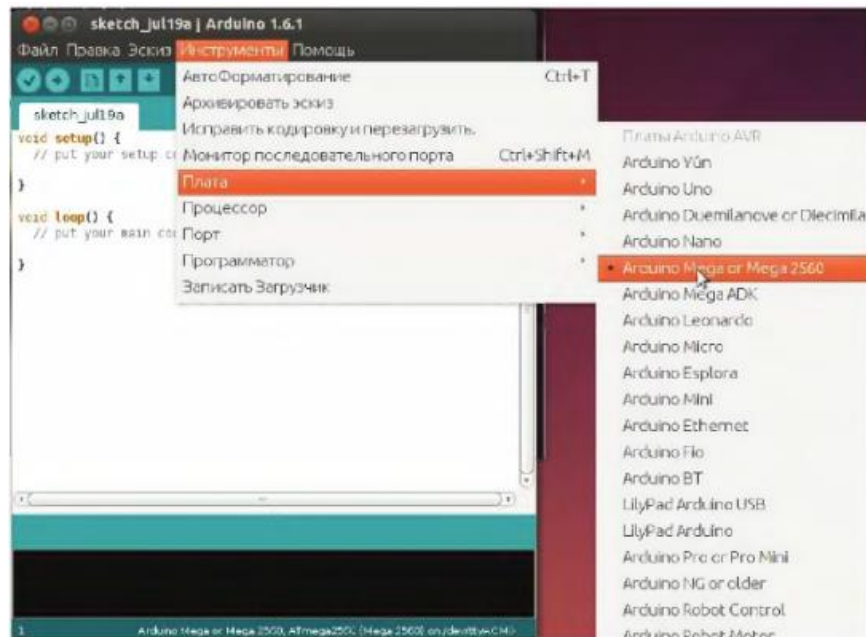 sketch_jul19a | Arduino 1.6.1
Файл Правка Эскиз Инструменты Помощь
sketch_jul19a
void setup() {
// put your setup
}
void loop() {
// put your main
}
АвтоФорматирование Ctrl+T
Архивировать эскиз
Исправить кодировку и перезагрузить.
Монитор последовательного порта Ctrl+Shift+M
Плата
Процессор
Порт
Программатор
Записать Загрузчик
Платы Arduino AVR
Arduino Yún
Arduino Uno
Arduino Duemilanove or Diecimila
Arduino Nano
Arduino Mega or Mega 2560
Arduino Mega ADK
Arduino Leonardo
Arduino Micro
Arduino Esplora
Arduino Mini
Arduino Ethernet
Arduino Fio
Arduino BT
LilyPad Arduino USB
LilyPad Arduino
Arduino Pro or Pro Mini
Arduino NG or older
Arduino Robot Control
Arduino Robot Motor
1 Arduino Mega or Mega 2560, ATmega2560 (Mega 2560) on /dev/ttyACM0